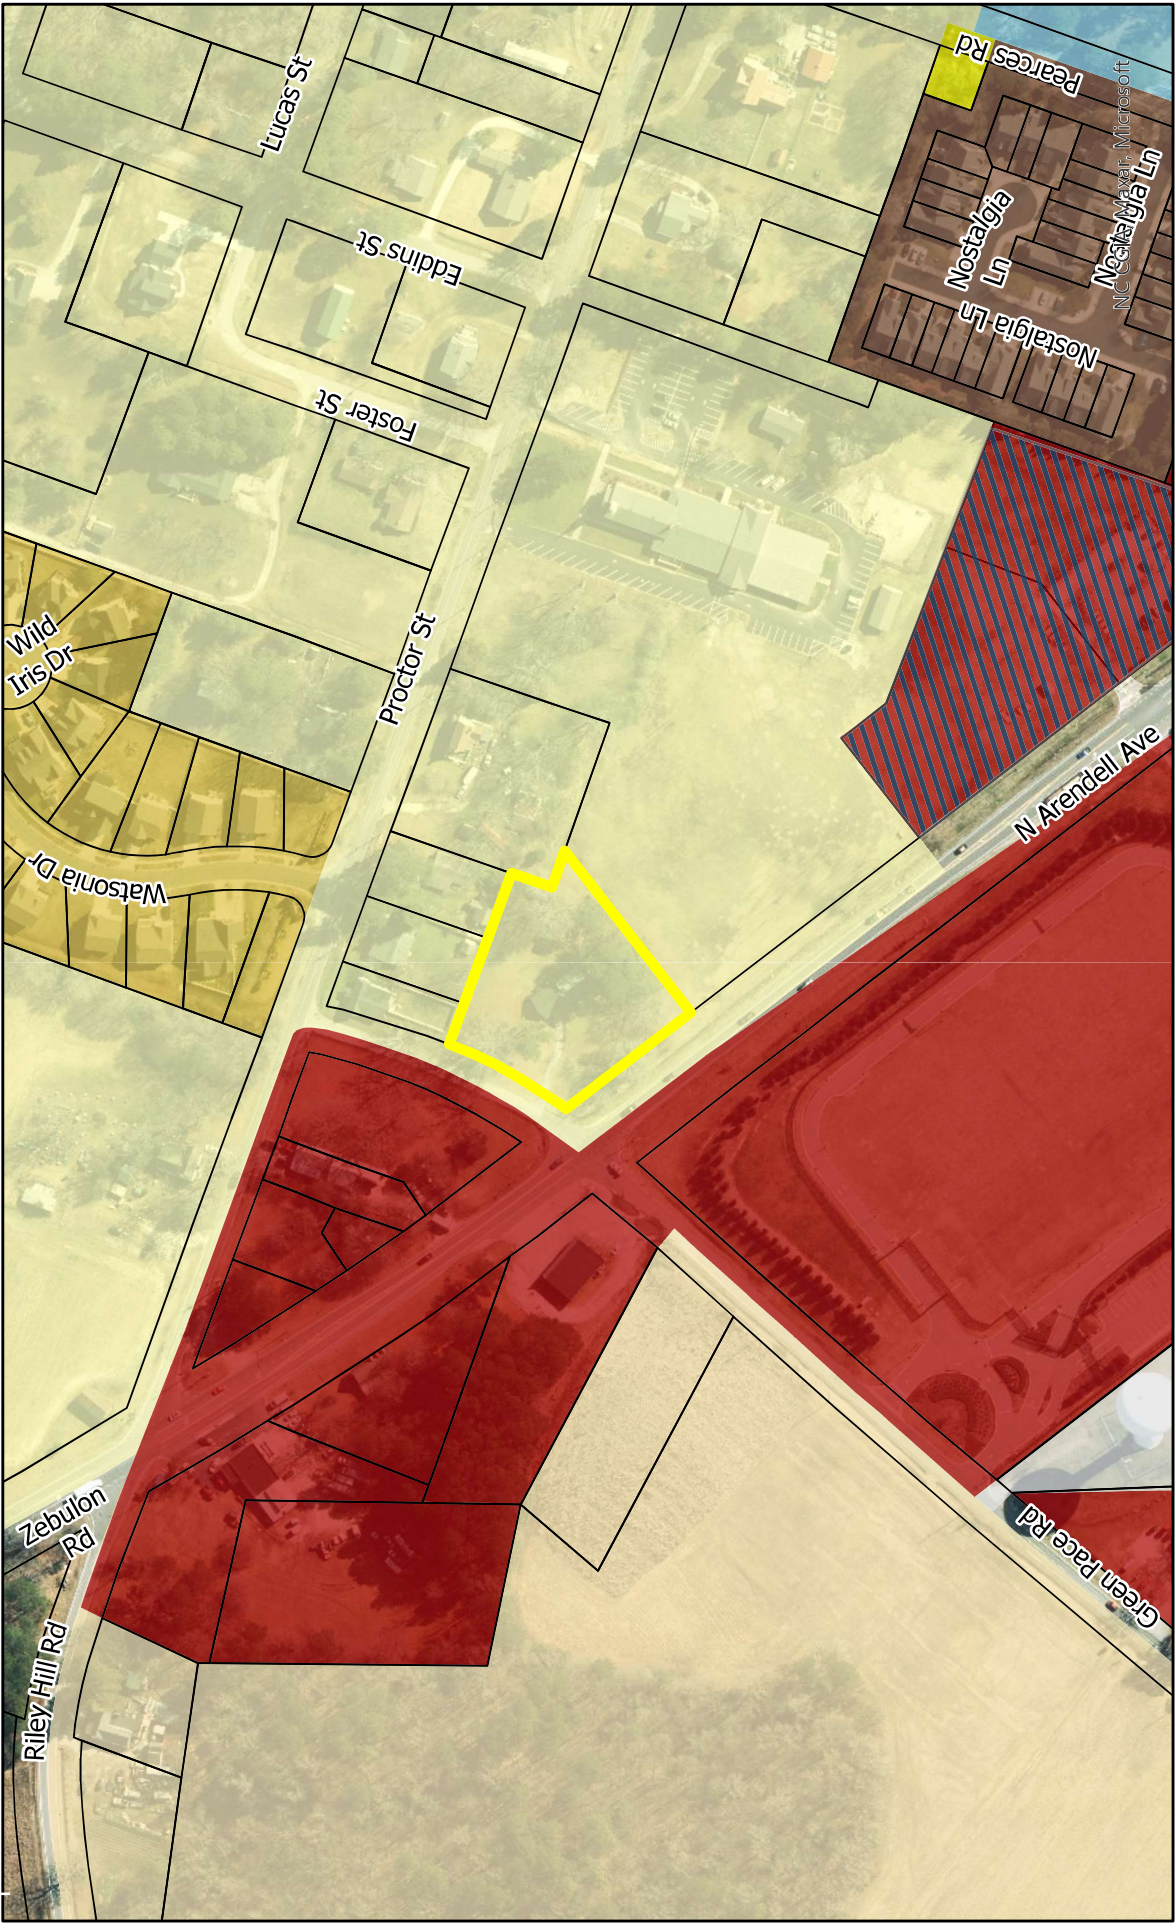 Pearces Rd
Lucas St
NC CGIA, Maxar, Microsoft
Nostalgia Ln
Nostalgia
Ln
Nostalgia Ln
Eddins St
Foster St
Wild
Iris Dr
Proctor St
N Arendell Ave
Watsonia Dr
Zebulon
Rd
Green Pace Rd
Riley Hill Rd